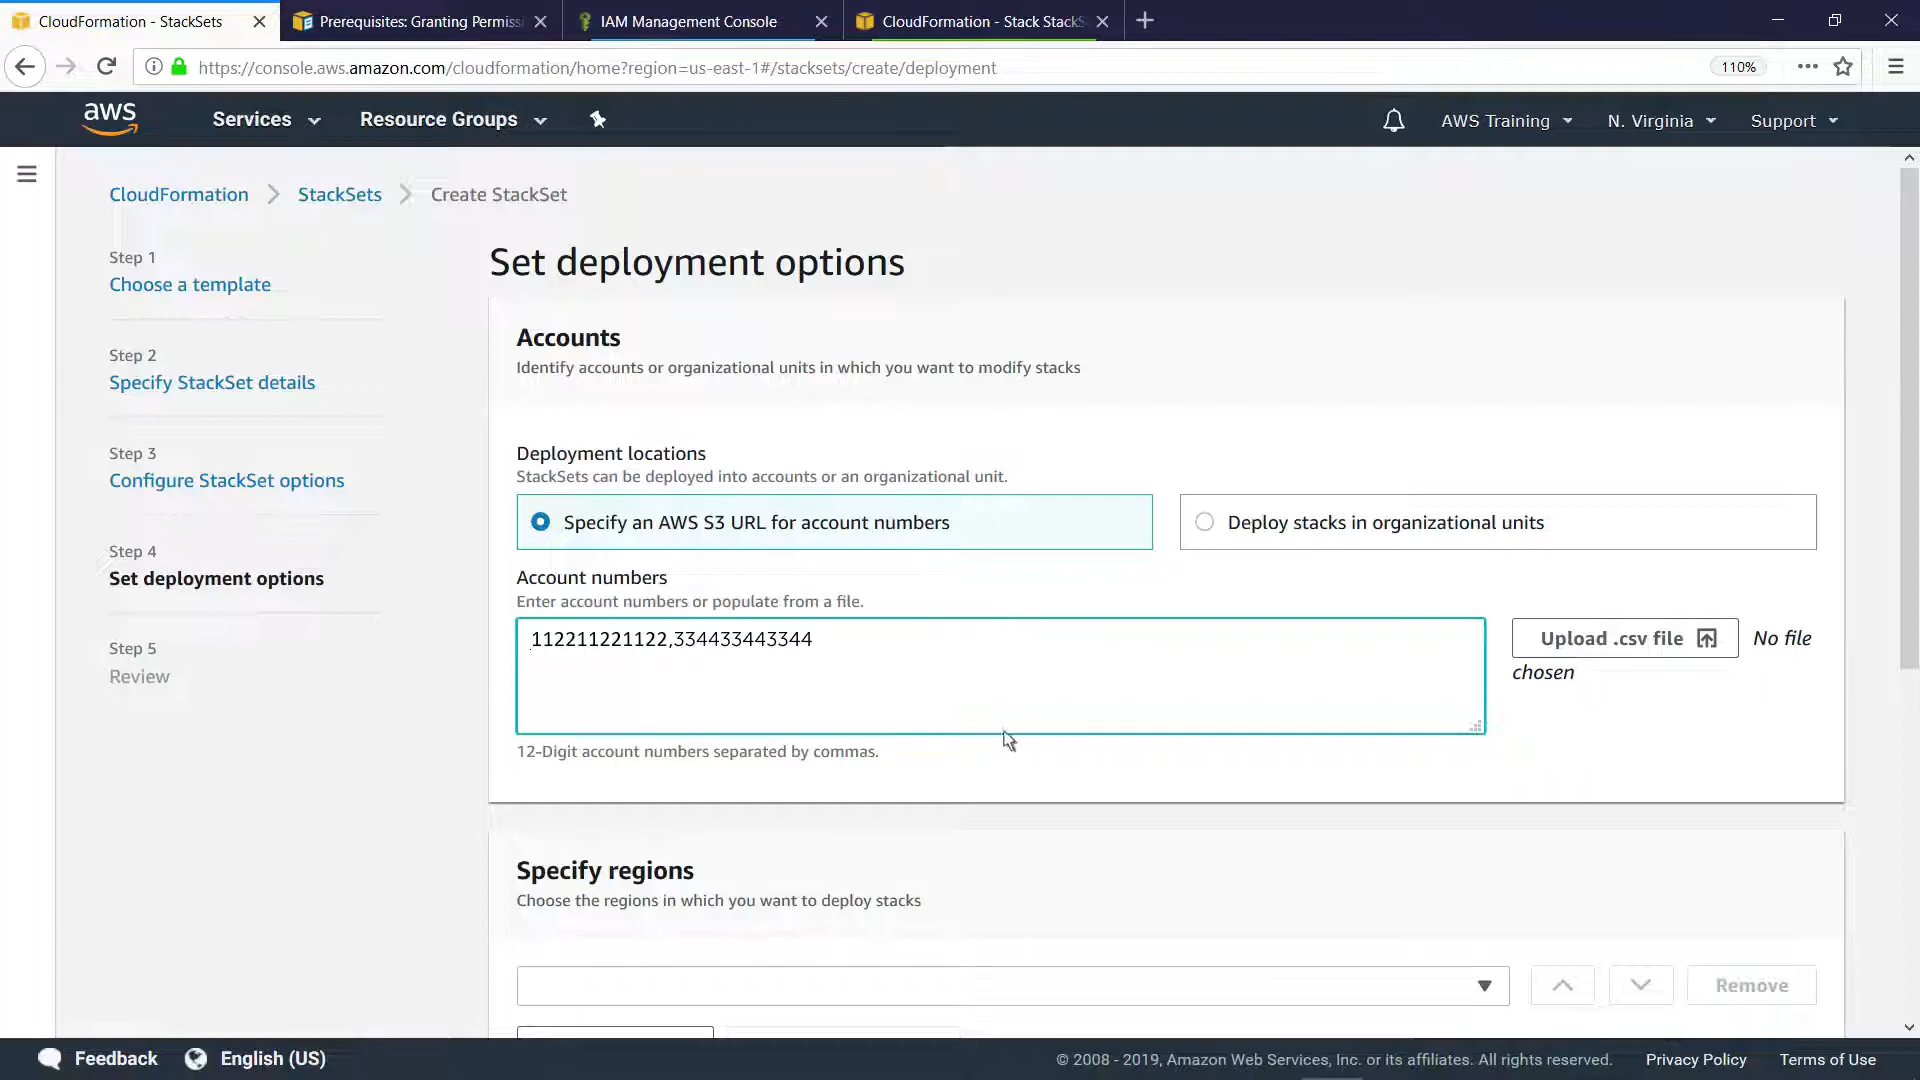 CloudFormation - StackSets
Prerequisites: Granting Permiss
IAM Management Console
CloudFormation - Stack StackS
https://console.aws.amazon.com/cloudformation/home?region=us-east-1#/stacksets/create/deployment
110%
aws
Services
Resource Groups
AWS Training
N. Virginia
Support
CloudFormation
StackSets
Create StackSet
Step 1
Choose a template
Step 2
Specify StackSet details
Step 3
Configure StackSet options
Step 4
Set deployment options
Step 5
Review
Set deployment options
Accounts
Identify accounts or organizational units in which you want to modify stacks
Deployment locations
StackSets can be deployed into accounts or an organizational unit.
Specify an AWS S3 URL for account numbers
Deploy stacks in organizational units
Account numbers
Enter account numbers or populate from a file.
112211221122,334433443344
Upload .csv file
No file
chosen
12-Digit account numbers separated by commas.
Specify regions
Choose the regions in which you want to deploy stacks
Remove
Feedback
English (US)
© 2008 - 2019, Amazon Web Services, Inc. or its affiliates. All rights reserved.
Privacy Policy
Terms of Use